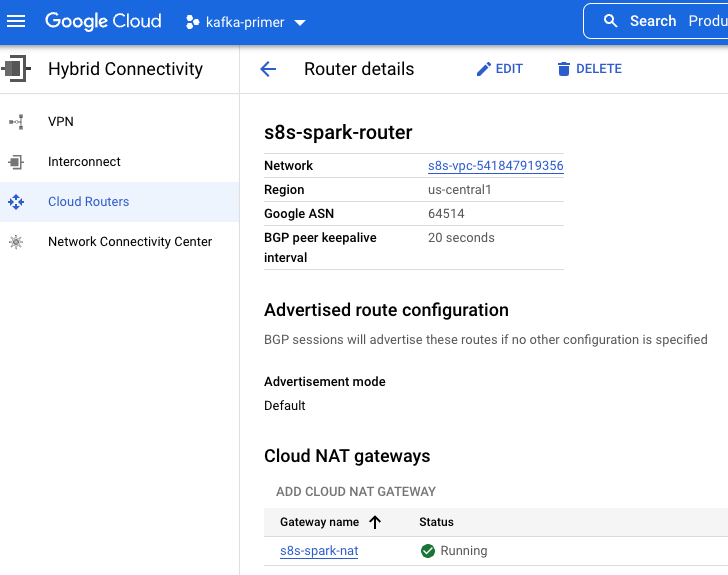 Google Cloud kafka-primer Search Produ
Hybrid Connectivity Router details EDIT DELETE
VPN
Interconnect
Cloud Routers
Network Connectivity Center
s8s-spark-router
Network s8s-vpc-541847919356
Region us-central1
Google ASN 64514
BGP peer keepalive 20 seconds
interval
Advertised route configuration
BGP sessions will advertise these routes if no other configuration is specified
Advertisement mode
Default
Cloud NAT gateways
ADD CLOUD NAT GATEWAY
Gateway name Status
s8s-spark-nat Running